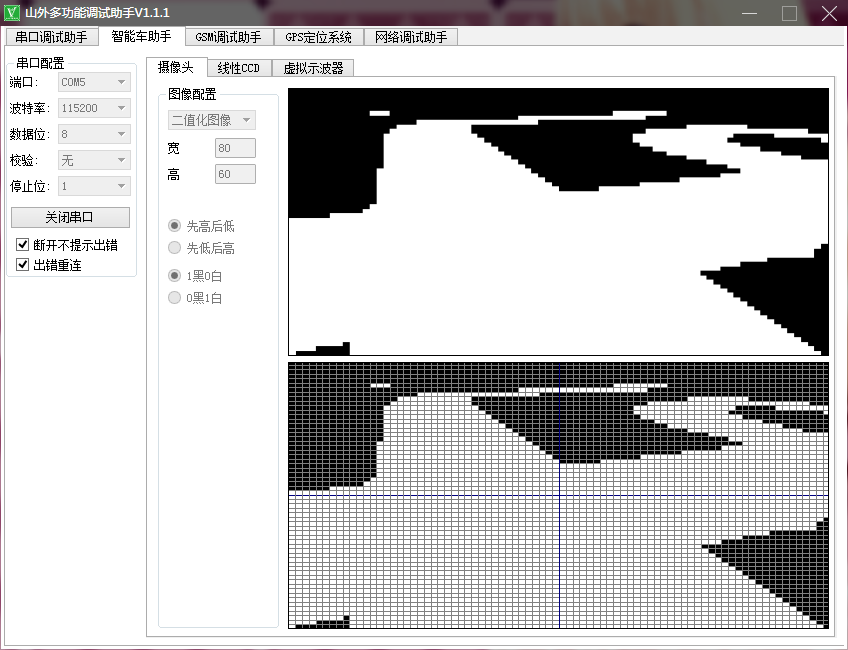 山外多功能调试助手V1.1.1
串口调试助手 智能车助手 GSM调试助手 GPS定位系统 网络调试助手
串口配置
端口: COM5
波特率: 115200
数据位: 8
校验: 无
停止位: 1
关闭串口
断开不提示出错
出错重连
摄像头 线性CCD 虚拟示波器
图像配置
二值化图像
宽 80
高 60
先高后低
先低后高
1黑0白
0黑1白